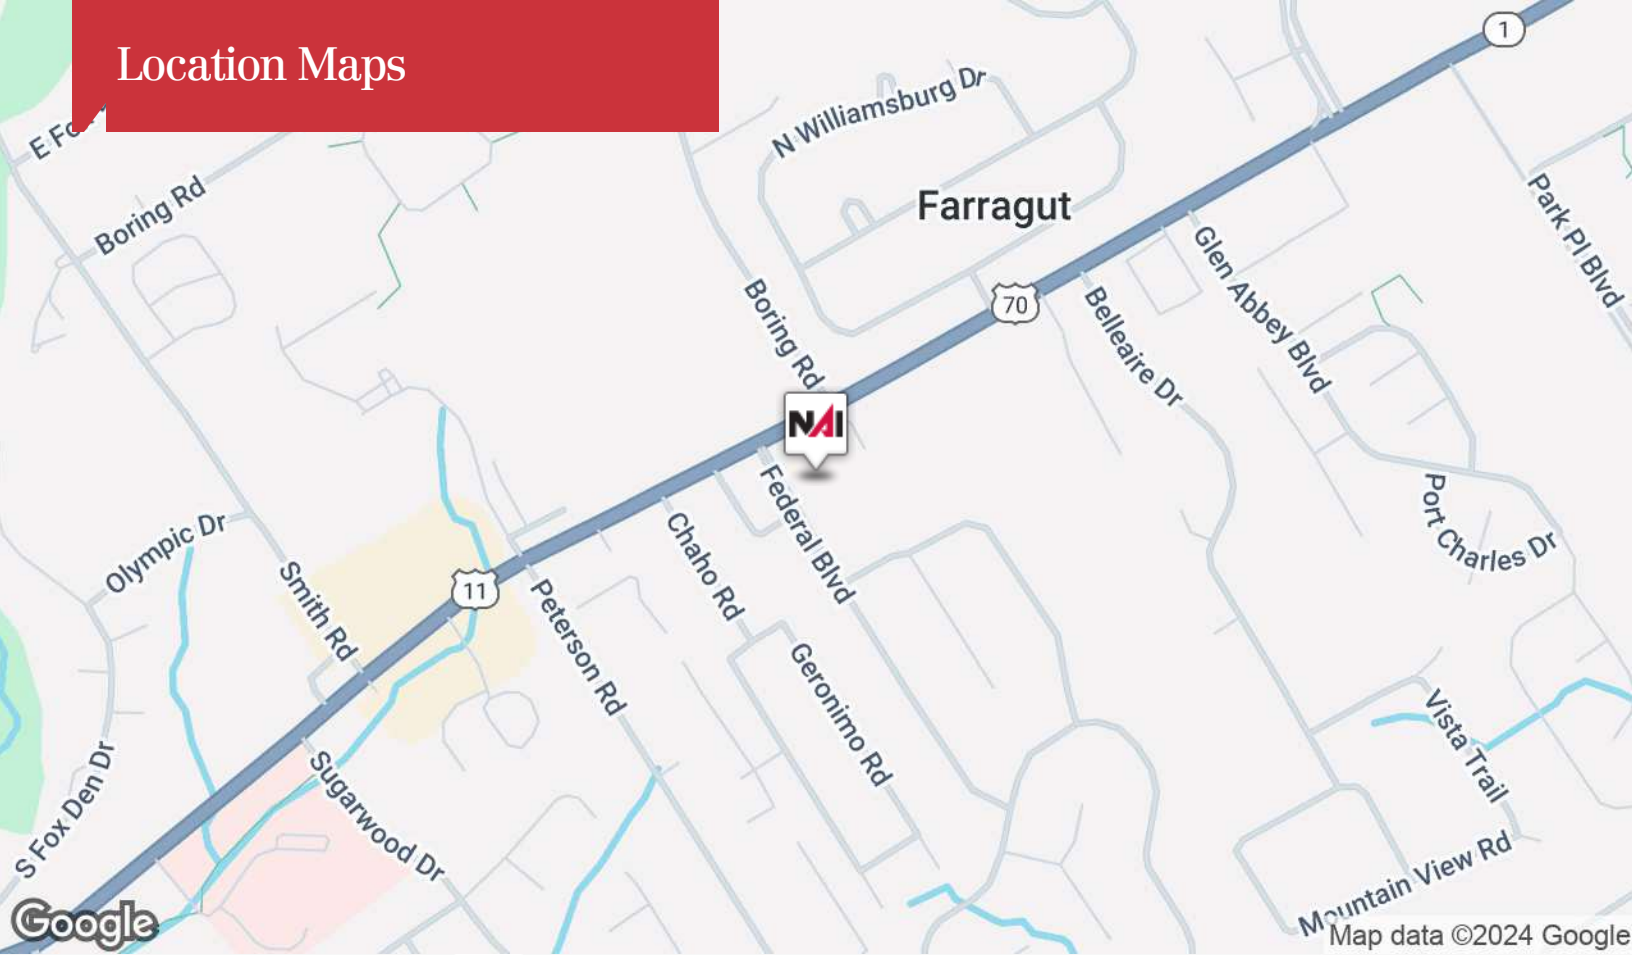 Location Maps
1
N Williamsburg Dr
E Fo
Boring Rd
Farragut
Park Pl Blvd
Glen Abbey Blvd
70
Boring Rd
Belleaire Dr
NAI
Federal Blvd
Port Charles Dr
Olympic Dr
Chaho Rd
Smith Rd
11
Peterson Rd
Geronimo Rd
Vista Trail
S Fox Den Dr
Sugarwood Dr
Mountain View Rd
Google
Map data ©2024 Google